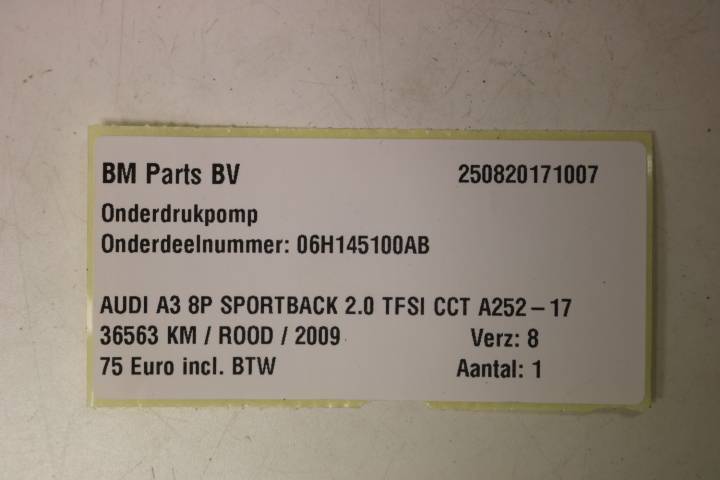 BM Parts BV 250820171007
Onderdrukpomp
Onderdeelnummer: 06H145100AB
AUDI A3 8P SPORTBACK 2.0 TFSI CCT A252 – 17
36563 KM / ROOD / 2009 Verz: 8
75 Euro incl. BTW Aantal: 1